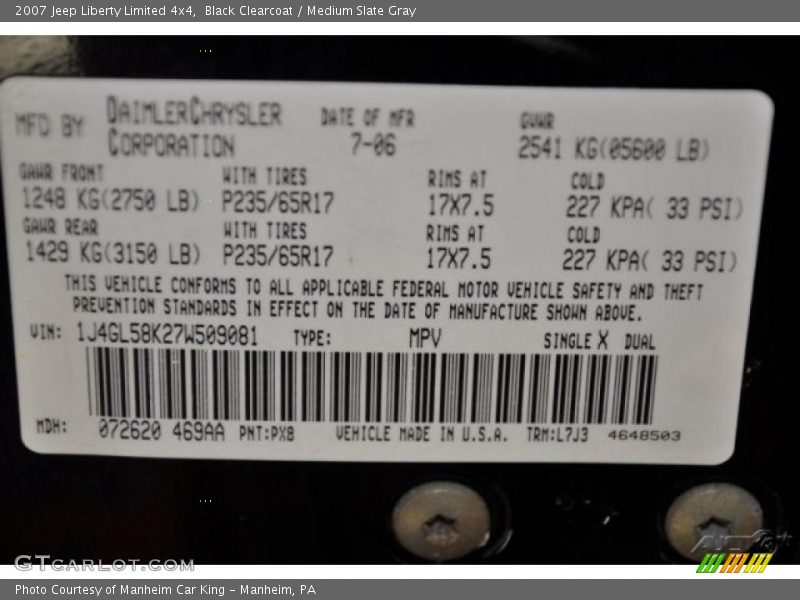 2007 Jeep Liberty Limited 4x4,  Black Clearcoat / Medium Slate Gray
MFD BY DAIMLERCHRYSLER CORPORATION DATE OF MFR 7-06 GVWR 2541 KG(05600 LB)
GAWR FRONT WITH TIRES RIMS AT COLD
1248 KG(2750 LB) P235/65R17 17X7.5 227 KPA( 33 PSI)
GAWR REAR WITH TIRES RIMS AT COLD
1429 KG(3150 LB) P235/65R17 17X7.5 227 KPA( 33 PSI)
THIS VEHICLE CONFORMS TO ALL APPLICABLE FEDERAL MOTOR VEHICLE SAFETY AND THEFT
PREVENTION STANDARDS IN EFFECT ON THE DATE OF MANUFACTURE SHOWN ABOVE.
VIN: 1J4GL58K27W509081 TYPE: MPV SINGLE X DUAL
MDH: 072620 469AA PNT:PX8 VEHICLE MADE IN U.S.A. TRM:L7J3 4648503
GTCarLot.com
Photo Courtesy of Manheim Car King - Manheim, PA